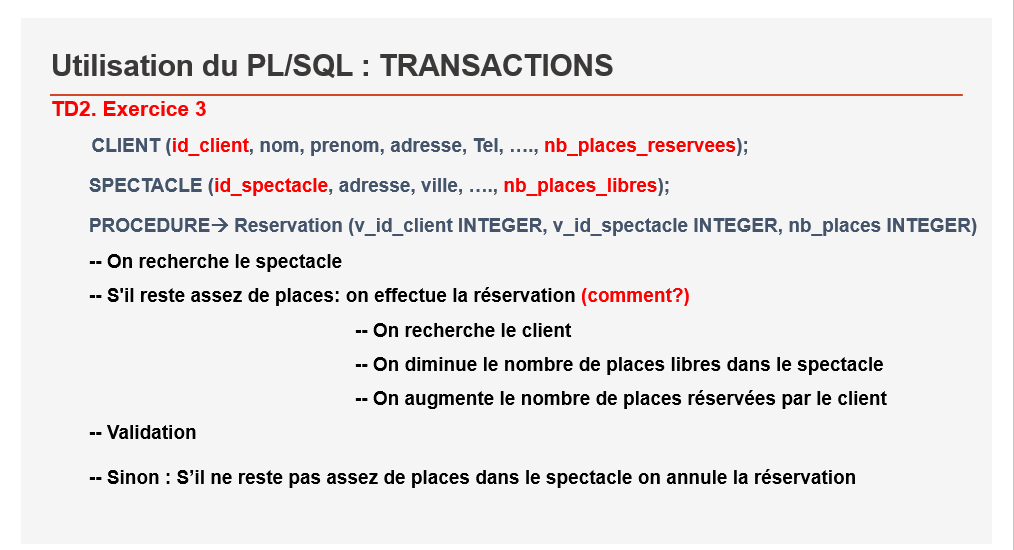 Utilisation du PL/SQL : TRANSACTIONS
TD2. Exercice 3
CLIENT (id_client, nom, prenom, adresse, Tel, …., nb_places_reservees);
SPECTACLE (id_spectacle, adresse, ville, …., nb_places_libres);
PROCEDURE→ Reservation (v_id_client INTEGER, v_id_spectacle INTEGER, nb_places INTEGER)
-- On recherche le spectacle
-- S'il reste assez de places: on effectue la réservation (comment?)
-- On recherche le client
-- On diminue le nombre de places libres dans le spectacle
-- On augmente le nombre de places réservées par le client
-- Validation
-- Sinon : S’il ne reste pas assez de places dans le spectacle on annule la réservation